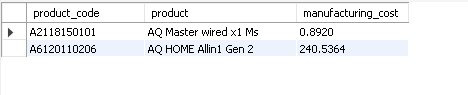 product_code product manufacturing_cost
A2118150101 AQ Master wired x1 Ms 0.8920
A6120110206 AQ HOME Allin1 Gen 2 240.5364